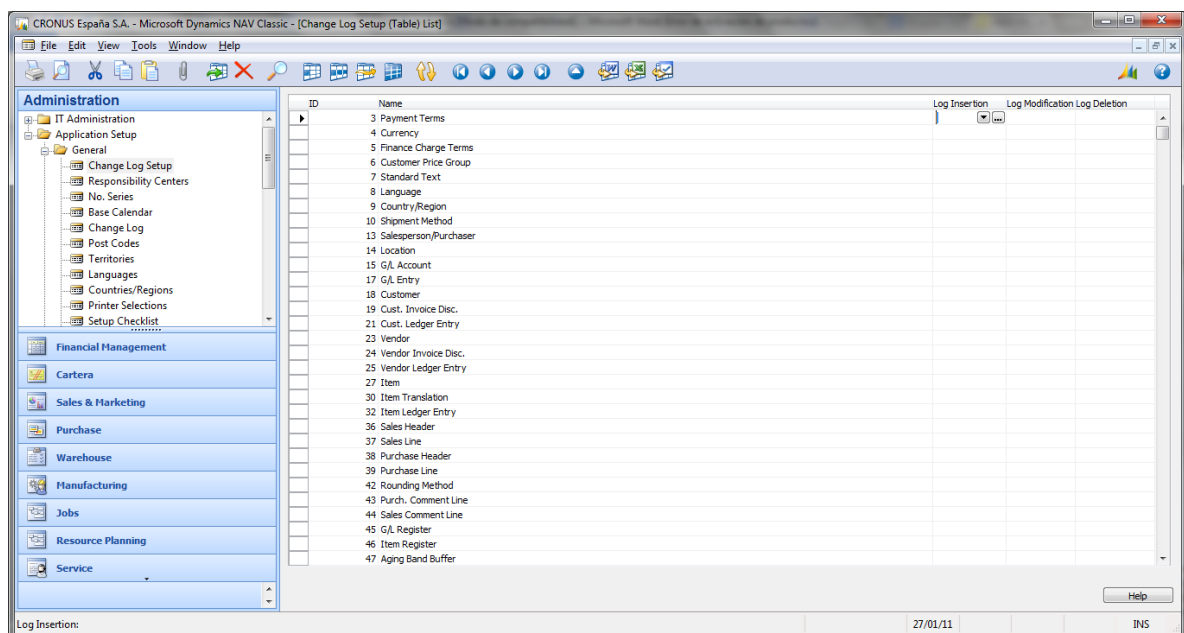 CRONUS España S.A. - Microsoft Dynamics NAV Classic - [Change Log Setup (Table) List]
File Edit View Tools Window Help
Administration
IT Administration
Application Setup
General
Change Log Setup
Responsibility Centers
No. Series
Base Calendar
Change Log
Post Codes
Territories
Languages
Countries/Regions
Printer Selections
Setup Checklist
Financial Management
Cartera
Sales & Marketing
Purchase
Warehouse
Manufacturing
Jobs
Resource Planning
Service
ID Name Log Insertion Log Modification Log Deletion
3 Payment Terms
4 Currency
5 Finance Charge Terms
6 Customer Price Group
7 Standard Text
8 Language
9 Country/Region
10 Shipment Method
13 Salesperson/Purchaser
14 Location
15 G/L Account
17 G/L Entry
18 Customer
19 Cust. Invoice Disc.
21 Cust. Ledger Entry
23 Vendor
24 Vendor Invoice Disc.
25 Vendor Ledger Entry
27 Item
30 Item Translation
32 Item Ledger Entry
36 Sales Header
37 Sales Line
38 Purchase Header
39 Purchase Line
42 Rounding Method
43 Purch. Comment Line
44 Sales Comment Line
45 G/L Register
46 Item Register
47 Aging Band Buffer
Help
Log Insertion: 27/01/11 INS